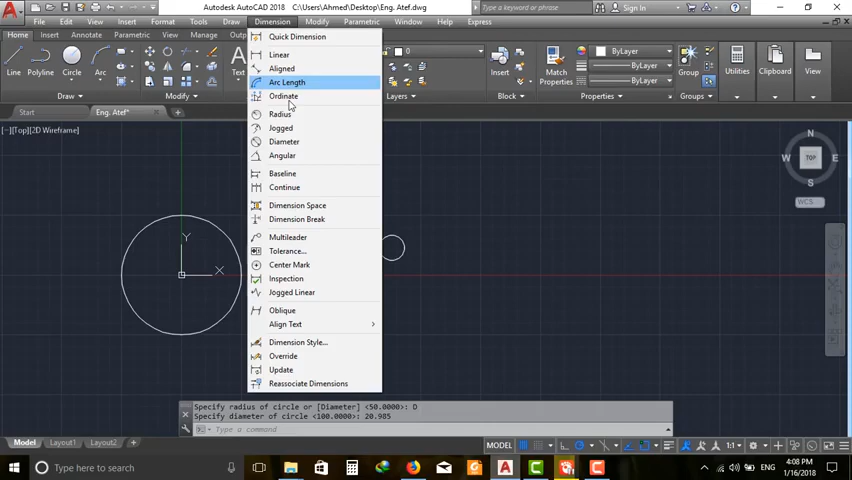 Autodesk AutoCAD C:\Users\Ahmed\Desktop\Eng. Atef.dwg
Type a keyword or phrase
Sign In
File Edit View Insert Format Tools Draw Dimension Modify Parametric Window Help Express
Home Insert Annotate Parametric View Manage
Line Polyline Circle Arc Text
0
Insert
Match
Properties
ByLayer
ByLayer
ByLayer
Group
Utilities Clipboard View
Draw Modify Layers Block Properties Groups
Start Eng. Atef*
[−][Top][2D Wireframe]
Quick Dimension
Linear
Aligned
Arc Length
Ordinate
Radius
Jogged
Diameter
Angular
Baseline
Continue
Dimension Space
Dimension Break
Multileader
Tolerance...
Center Mark
Inspection
Jogged Linear
Oblique
Align Text
Dimension Style...
Override
Update
Reassociate Dimensions
N
W TOP E
S
WCS
Y
X
Specify radius of circle or [Diameter] <50.0000>: D
Specify diameter of circle <100.0000>: 20.985
Type a command
Model Layout1 Layout2 +
MODEL 1:1
Type here to search
ENG
4:08 PM
1/16/2018